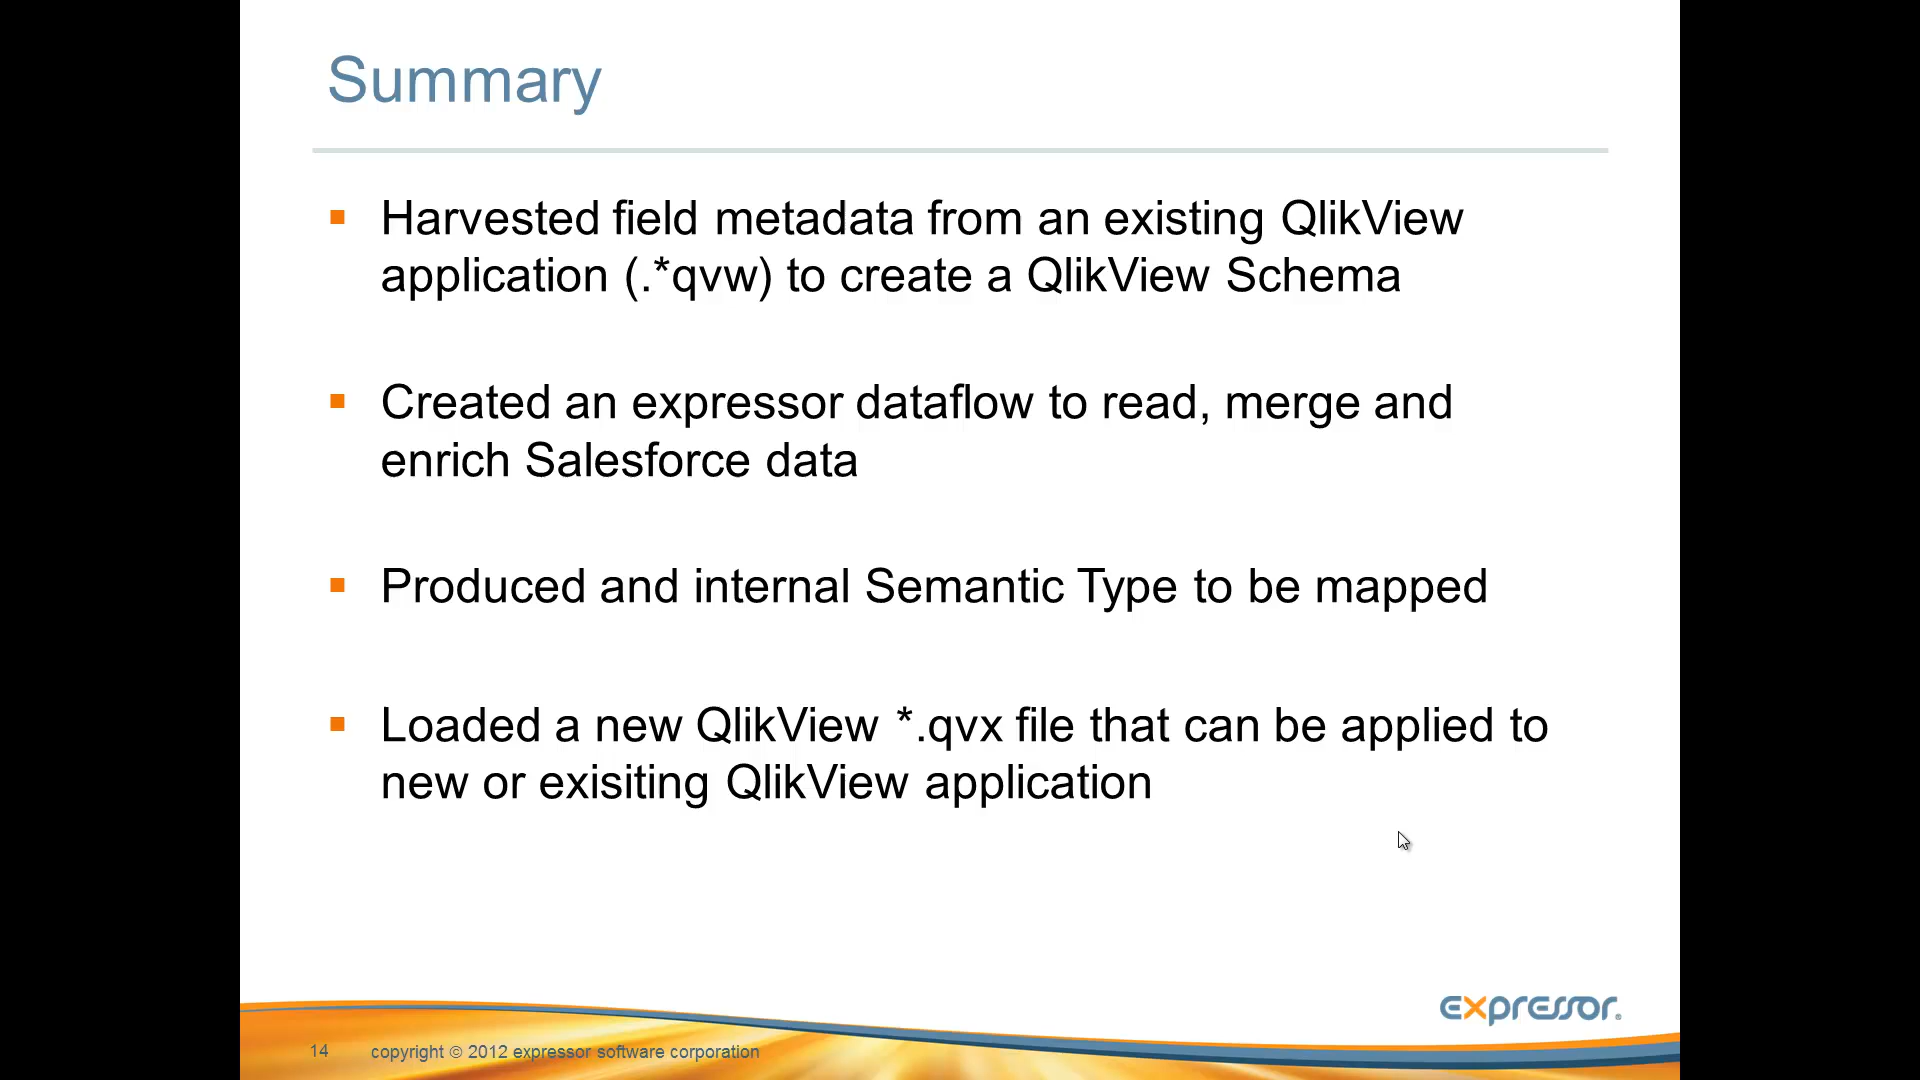 Summary
Harvested field metadata from an existing QlikView
application (.*qvw) to create a QlikView Schema
Created an expressor dataflow to read, merge and
enrich Salesforce data
Produced and internal Semantic Type to be mapped
Loaded a new QlikView *.qvx file that can be applied to
new or exisiting QlikView application
expressor®
14 copyright © 2012 expressor software corporation